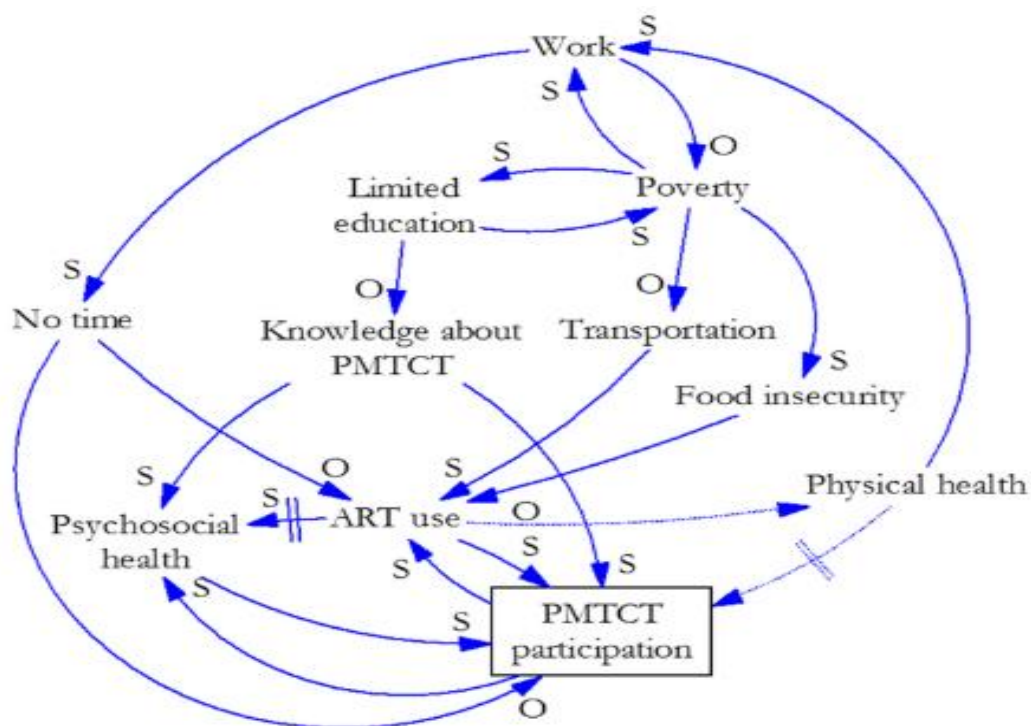 S
Work
S
O
S
Limited
education
Poverty
S
S
O
O
No time
Knowledge about
PMTCT
Transportation
S
Food insecurity
S
O
S
Physical health
Psychosocial
health
S
ART use
O
S
S
S
S
S
PMTCT
participation
O